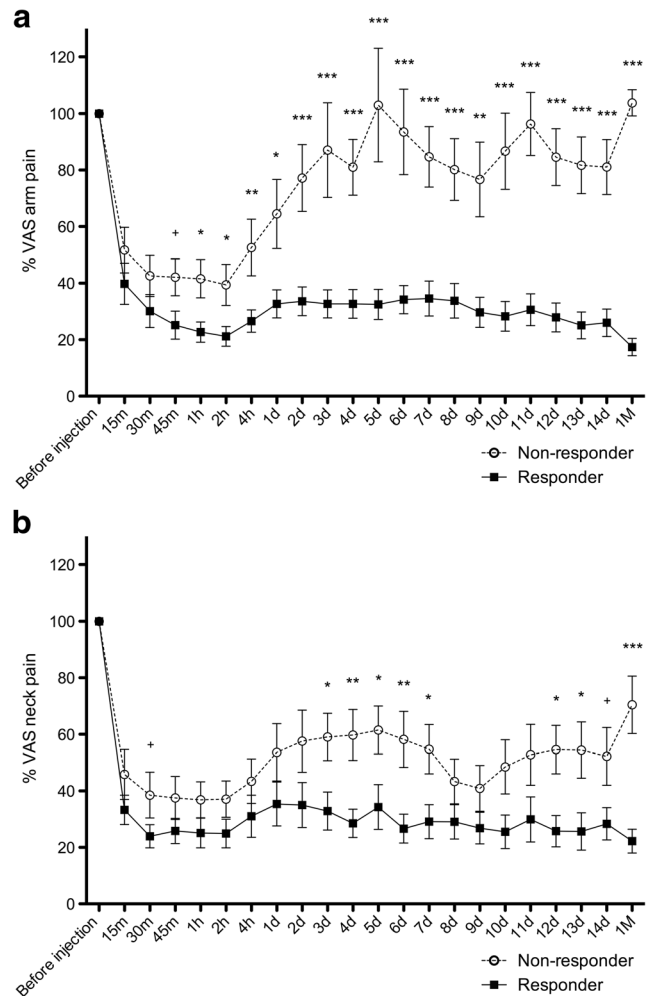 a
% VAS arm pain
120
100
80
60
40
20
0
+ * * ** * *** *** *** *** *** *** *** ** *** *** *** *** *** ***
Before injection 15m 30m 45m 1h 2h 4h 1d 2d 3d 4d 5d 6d 7d 8d 9d 10d 11d 12d 13d 14d 1M
Non-responder
Responder
b
% VAS neck pain
120
100
80
60
40
20
0
+ * ** * ** * * * + ***
Before injection 15m 30m 45m 1h 2h 4h 1d 2d 3d 4d 5d 6d 7d 8d 9d 10d 11d 12d 13d 14d 1M
Non-responder
Responder